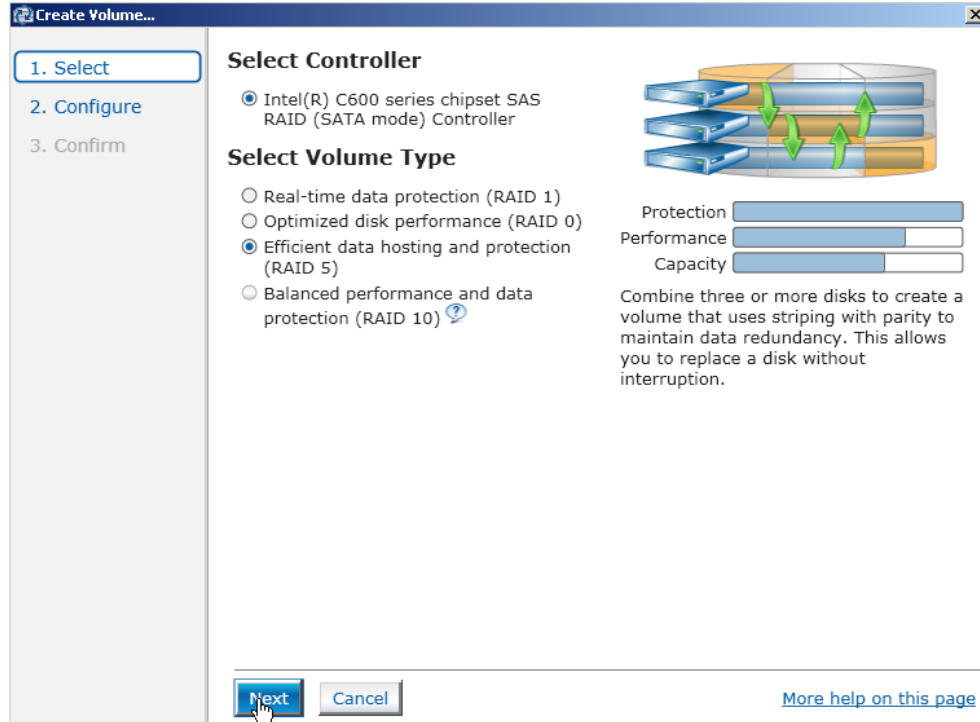 Create Volume...
1. Select
2. Configure
3. Confirm
Select Controller
Intel(R) C600 series chipset SAS
RAID (SATA mode) Controller
Select Volume Type
Real-time data protection (RAID 1)
Optimized disk performance (RAID 0)
Efficient data hosting and protection
(RAID 5)
Balanced performance and data
protection (RAID 10) ?
Protection
Performance
Capacity
Combine three or more disks to create a
volume that uses striping with parity to
maintain data redundancy. This allows
you to replace a disk without
interruption.
Next
Cancel
More help on this page